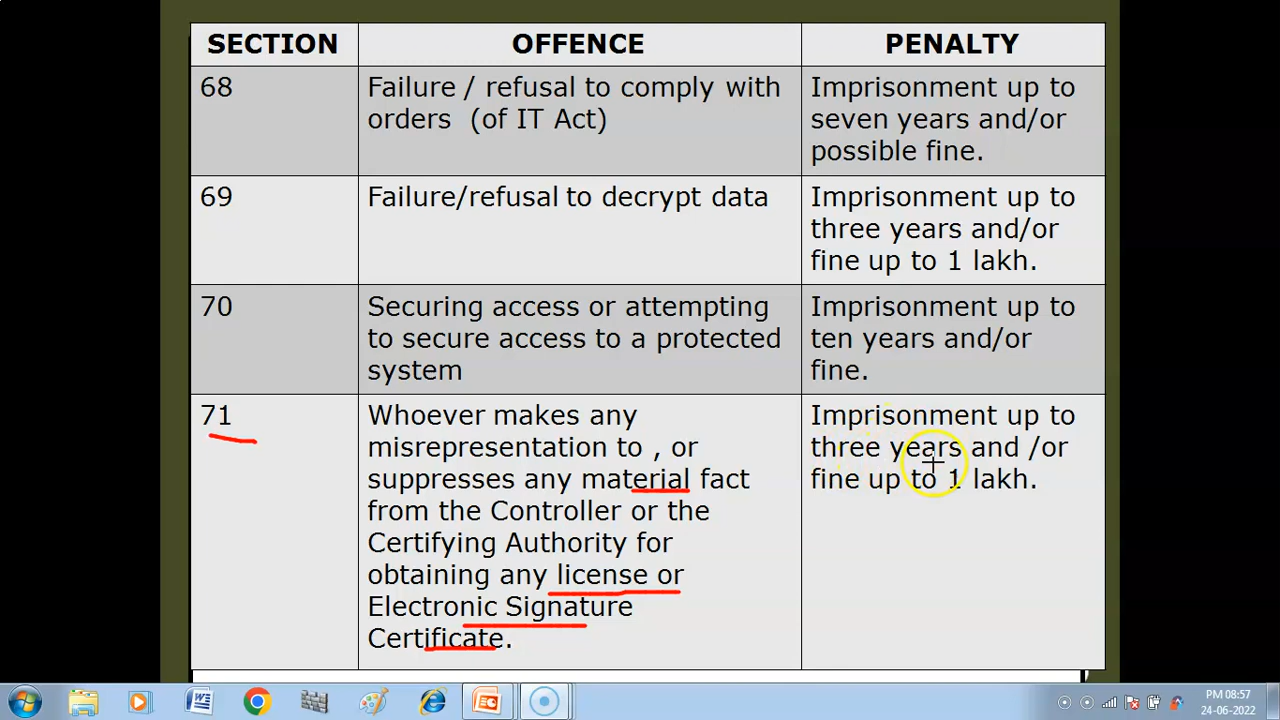 SECTION OFFENCE PENALTY
68
Failure / refusal to comply with
orders (of IT Act)
Imprisonment up to
seven years and/or
possible fine.
69
Failure/refusal to decrypt data
Imprisonment up to
three years and/or
fine up to 1 lakh.
70
Securing access or attempting
to secure access to a protected
system
Imprisonment up to
ten years and/or
fine.
71
Whoever makes any
misrepresentation to , or
suppresses any material fact
from the Controller or the
Certifying Authority for
obtaining any license or
Electronic Signature
Certificate.
Imprisonment up to
three years and /or
fine up to 1 lakh.
PM 08:57
24-06-2022